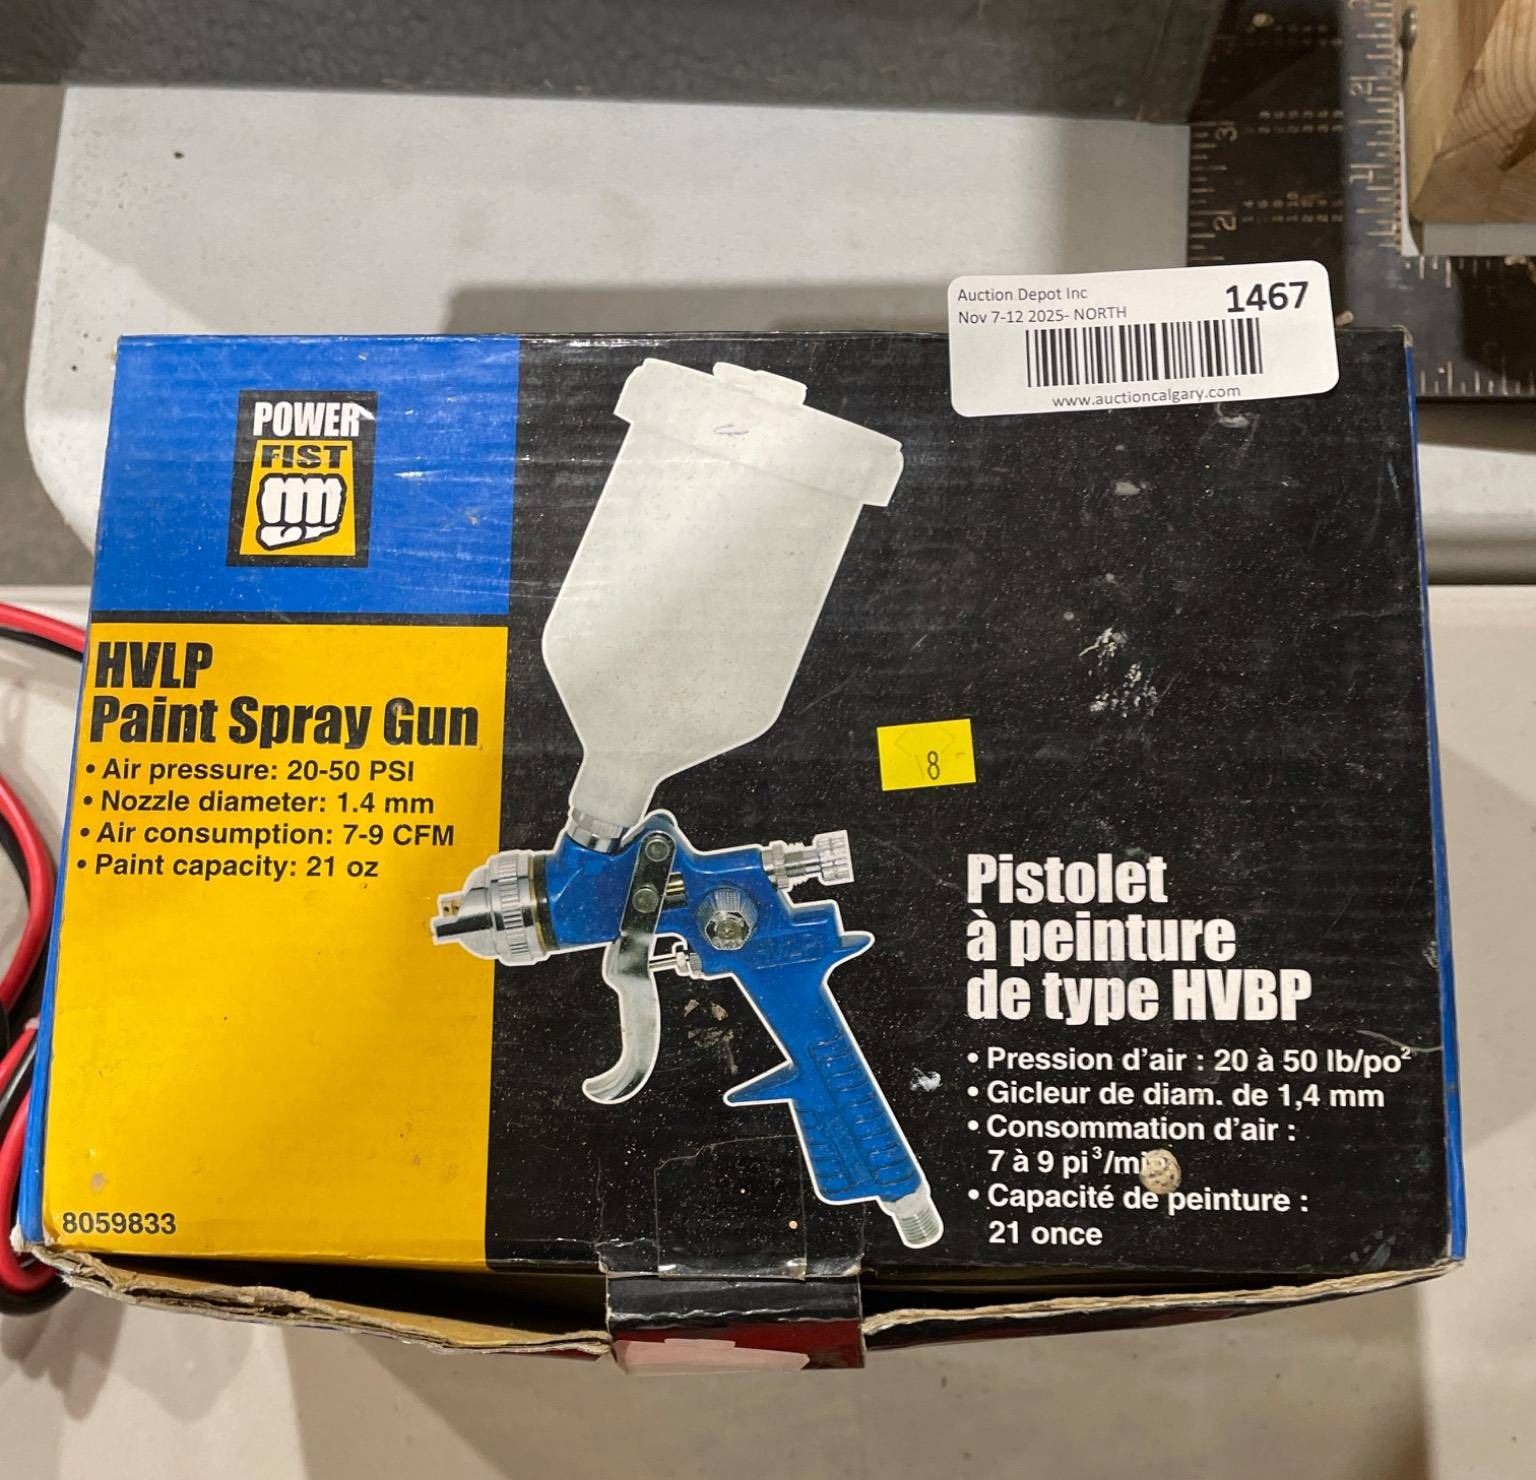 Auction Depot Inc
1467
Nov 7-12 2025- NORTH
www.auctioncalgary.com
POWER
FIST
HVLP
Paint Spray Gun
• Air pressure: 20-50 PSI
• Nozzle diameter: 1.4 mm
• Air consumption: 7-9 CFM
• Paint capacity: 21 oz
8059833
8
Pistolet
à peinture
de type HVBP
• Pression d'air : 20 à 50 lb/po²
• Gicleur de diam. de 1,4 mm
• Consommation d'air :
7 à 9 pi³/min
• Capacité de peinture :
21 once